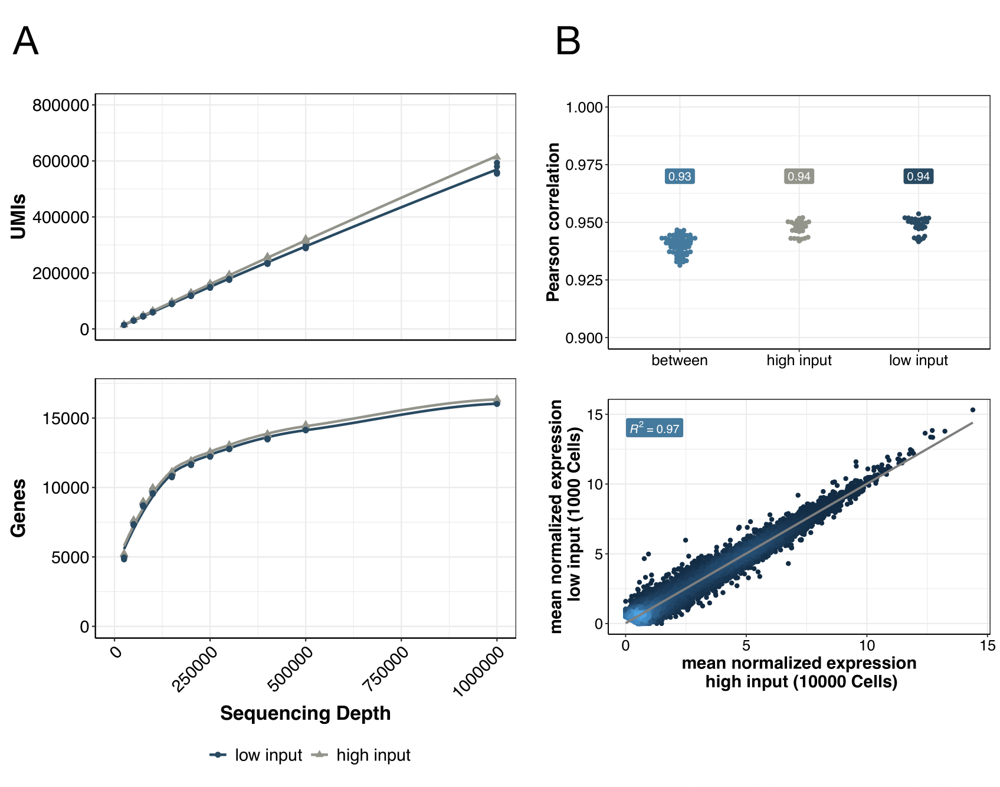 A
800000
600000
400000
200000
0
UMIs
15000
10000
5000
0
Genes
0
250000
500000
750000
1000000
Sequencing Depth
low input
high input
B
1.000
0.975
0.950
0.925
0.900
Pearson correlation
0.93
0.94
0.94
between
high input
low input
15
10
5
0
mean normalized expression
low input (1000 Cells)
R² = 0.97
0
5
10
15
mean normalized expression
high input (10000 Cells)